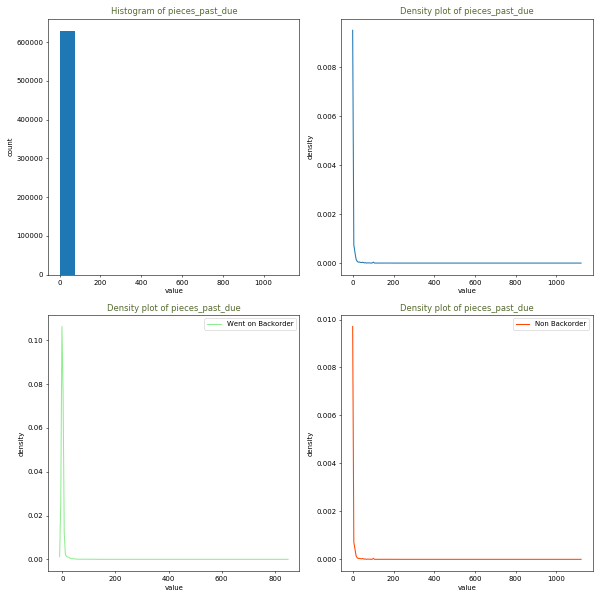 Histogram of pieces_past_due
600000
500000
400000
300000
200000
100000
0
count
0 200 400 600 800 1000
value
Density plot of pieces_past_due
0.008
0.006
0.004
0.002
0.000
density
0 200 400 600 800 1000
value
Density plot of pieces_past_due
Went on Backorder
0.10
0.08
0.06
0.04
0.02
0.00
density
0 200 400 600 800
value
Density plot of pieces_past_due
Non Backorder
0.010
0.008
0.006
0.004
0.002
0.000
density
0 200 400 600 800 1000
value